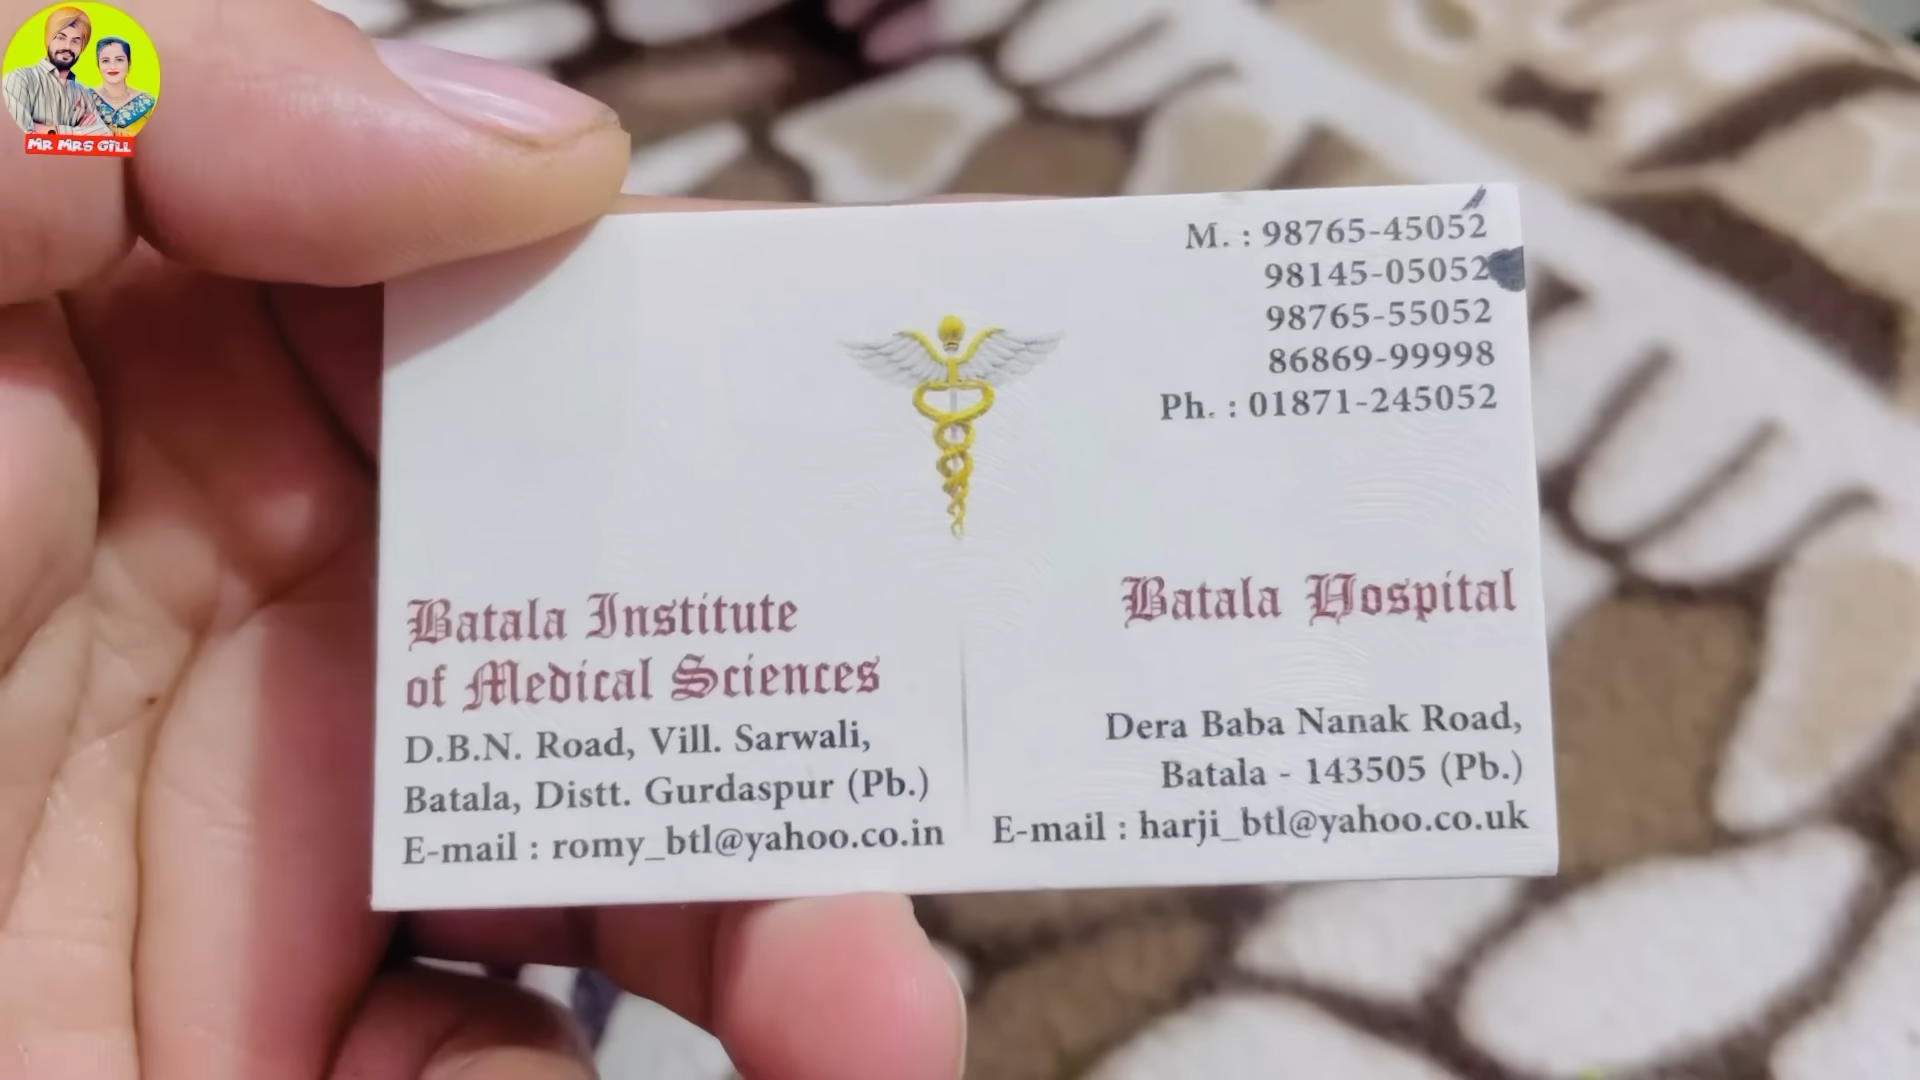 MR MRS GILL
M. : 98765-45052
98145-05052
98765-55052
86869-99998
Ph. : 01871-245052
Batala Institute
of Medical Sciences
D.B.N. Road, Vill. Sarwali,
Batala, Distt. Gurdaspur (Pb.)
E-mail : romy_btl@yahoo.co.in
Batala Hospital
Dera Baba Nanak Road,
Batala - 143505 (Pb.)
E-mail : harji_btl@yahoo.co.uk